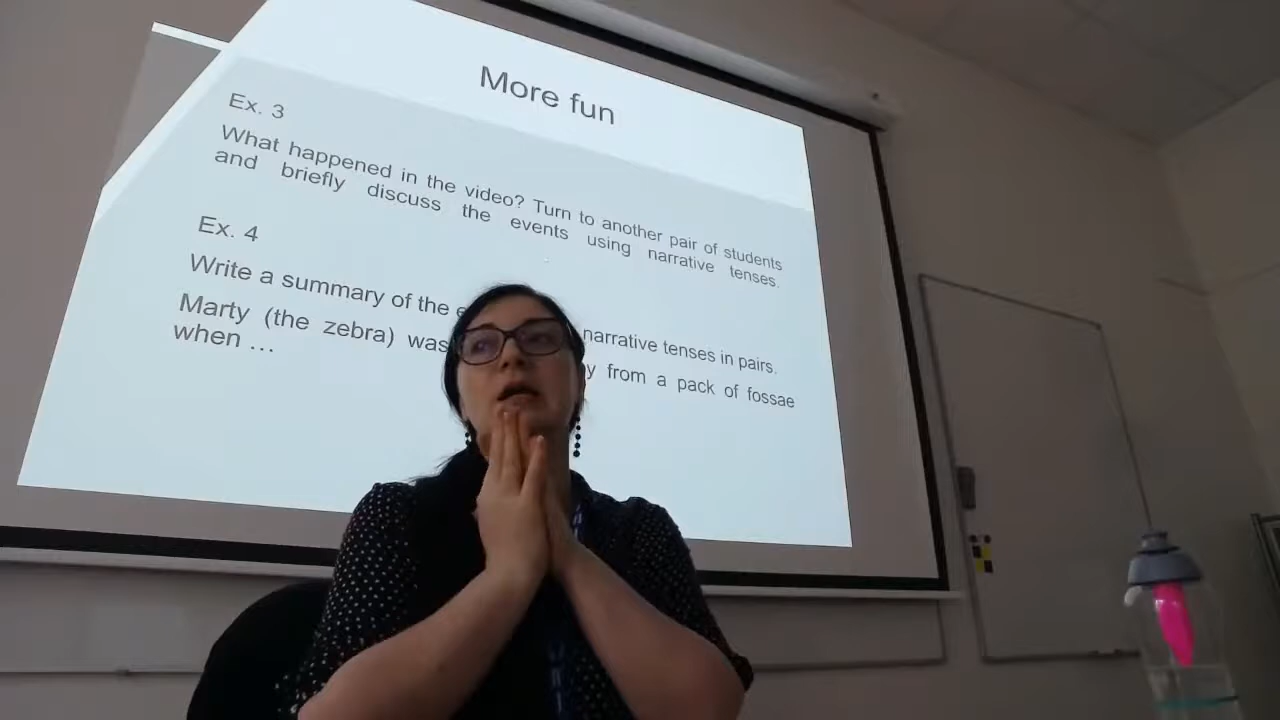 More fun
Ex. 3
What happened in the video? Turn to another pair of students
and briefly discuss the events using narrative tenses.
Ex. 4
Write a summary of the narrative tenses in pairs.
Marty (the zebra) was from a pack of fossae
when …